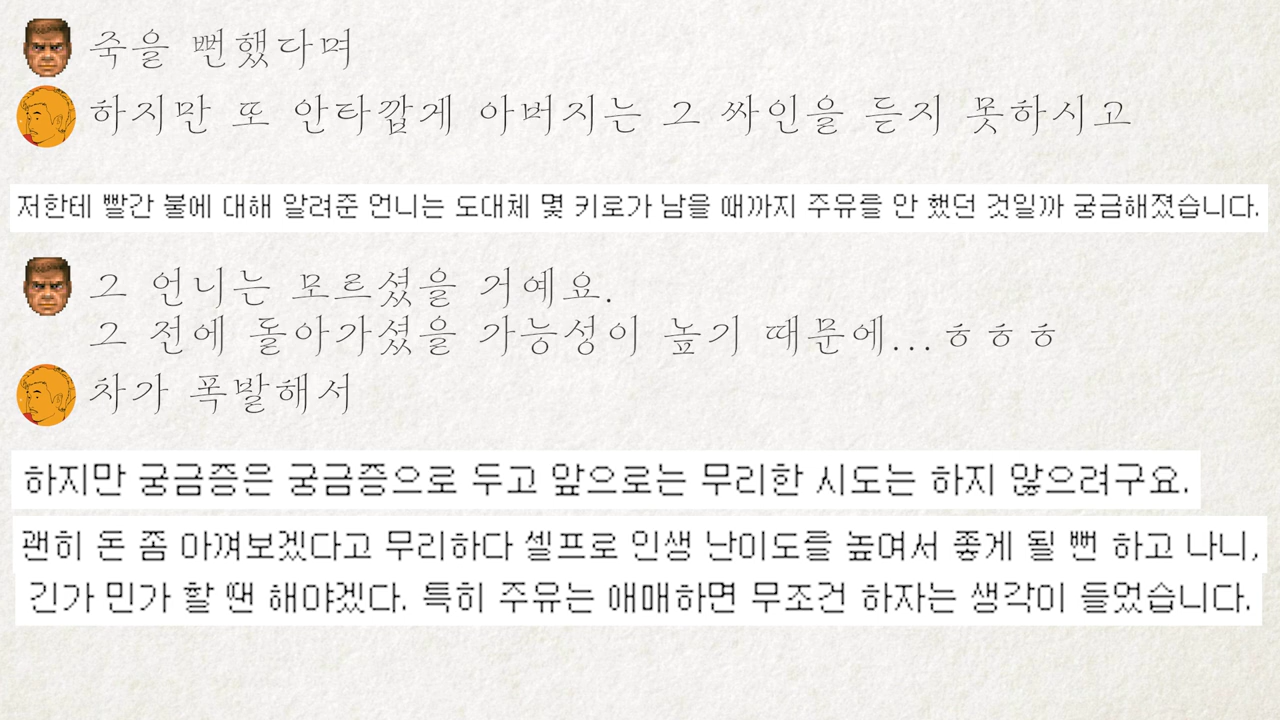 죽을 뻔했다며
하지만 또 안타깝게 아버지는 그 싸인을 듣지 못하시고
저한테 빨간 불에 대해 알려준 언니는 도대체 몇 키로가 남을 때까지 주유를 안 했던 것일까 궁금해졌습니다.
그 언니는 모르셨을 거예요.
그 전에 돌아가셨을 가능성이 높기 때문에...ㅎㅎㅎ
차가 폭발해서
하지만 궁금증은 궁금증으로 두고 앞으로는 무리한 시도는 하지 않으려구요.
괜히 돈 쫌 아껴보겠다고 무리하다 셀프로 인생 난이도를 높여서 좋게 될 뻔 하고 나니,
긴가 민가 할 땐 해야겠다. 특히 주유는 애매하면 무조건 하자는 생각이 들었습니다.